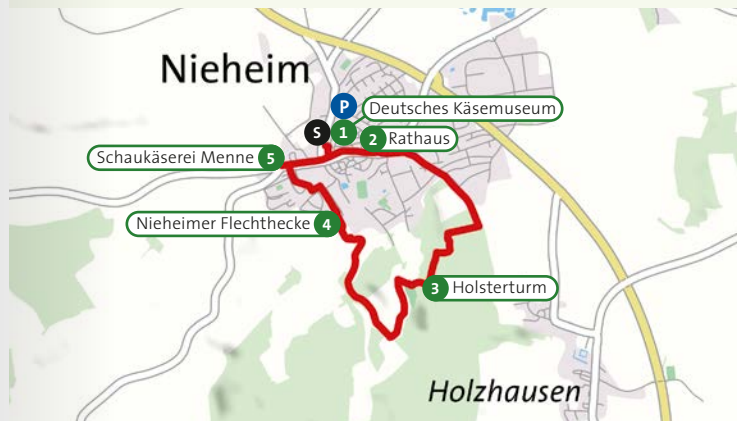 Nieheim
P
Deutsches Käsemuseum
S
1
2
Rathaus
Schaukäserei Menne
5
Nieheimer Flechthecke
4
3
Holsterturm
Holzhausen